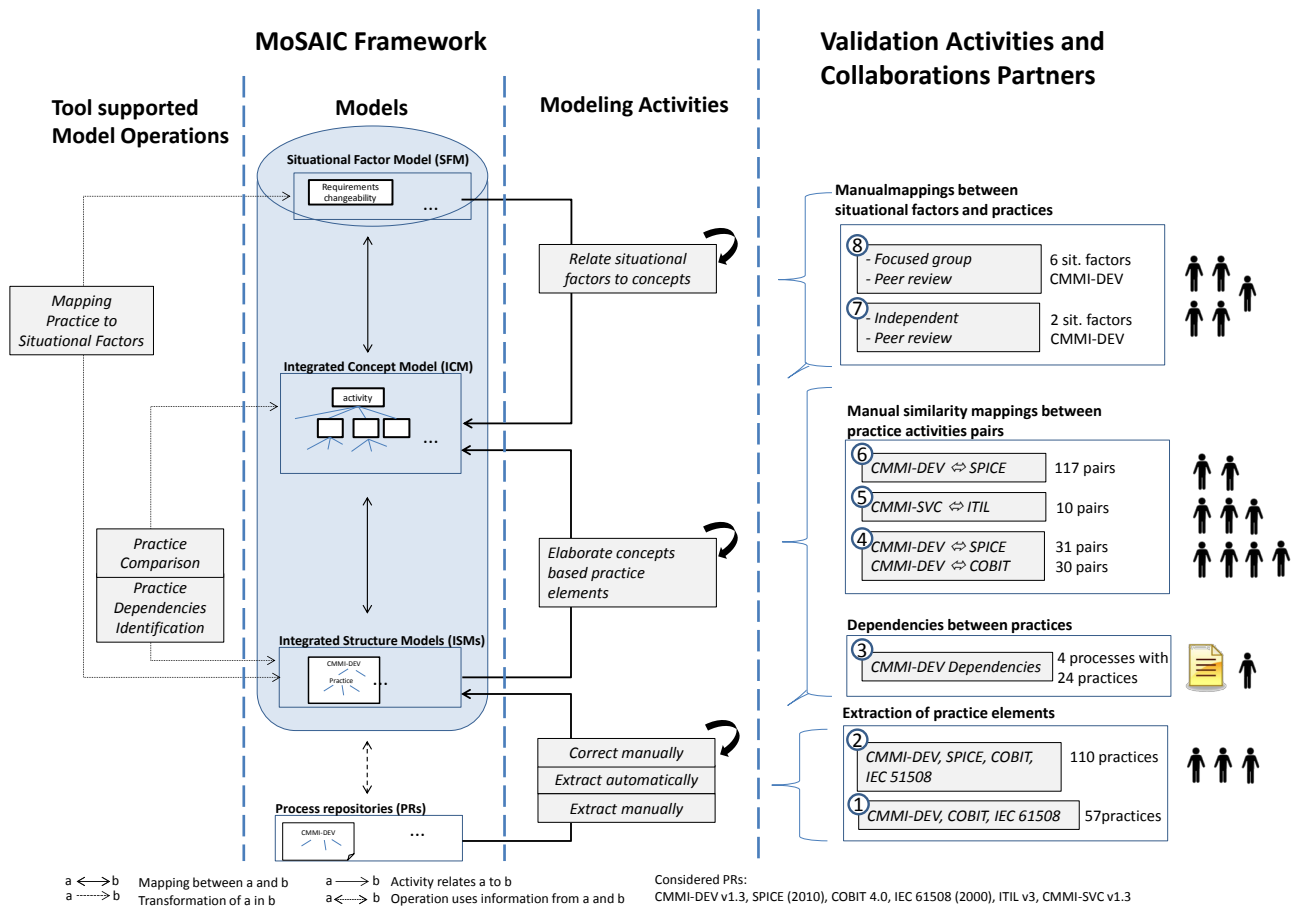 MoSAIC Framework
Validation Activities and
Collaborations Partners
Tool supported
Model Operations
Models
Modeling Activities
Situational Factor Model (SFM)
Requirements
changeability
...
Mapping
Practice to
Situational Factors
Relate situational
factors to concepts
Integrated Concept Model (ICM)
activity
...
Practice
Comparison
Practice
Dependencies
Identification
Elaborate concepts
based practice
elements
Integrated Structure Models (ISMs)
CMMI-DEV
Practice
...
Correct manually
Extract automatically
Extract manually
Process repositories (PRs)
CMMI-DEV
...
Manualmappings between
situational factors and practices
8
- Focused group
- Peer review
6 sit. factors
CMMI-DEV
7
- Independent
- Peer review
2 sit. factors
CMMI-DEV
Manual similarity mappings between
practice activities pairs
6
CMMI-DEV ⇔ SPICE
117 pairs
5
CMMI-SVC ⇔ ITIL
10 pairs
4
CMMI-DEV ⇔ SPICE
31 pairs
CMMI-DEV ⇔ COBIT
30 pairs
Dependencies between practices
3
CMMI-DEV Dependencies
4 processes with
24 practices
Extraction of practice elements
2
CMMI-DEV, SPICE, COBIT,
IEC 51508
110 practices
1
CMMI-DEV, COBIT, IEC 61508
57practices
a b Mapping between a and b
a b Transformation of a in b
a b Activity relates a to b
a b Operation uses information from a and b
Considered PRs:
CMMI-DEV v1.3, SPICE (2010), COBIT 4.0, IEC 61508 (2000), ITIL v3, CMMI-SVC v1.3